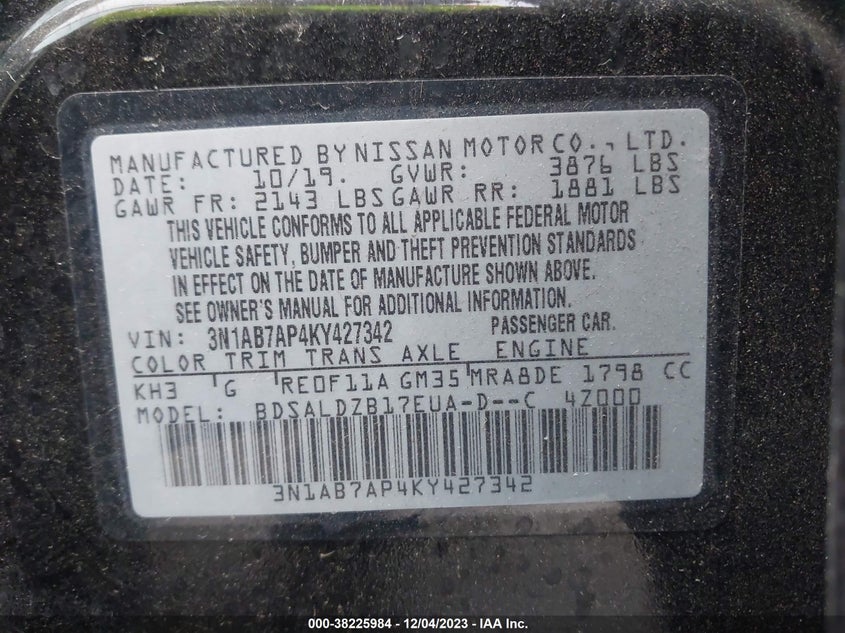 MANUFACTURED BY NISSAN MOTOR CO., LTD.
DATE: 10/19. GVWR: 3876 LBS
GAWR FR: 2143 LBS GAWR RR: 1881 LBS
THIS VEHICLE CONFORMS TO ALL APPLICABLE FEDERAL MOTOR
VEHICLE SAFETY, BUMPER AND THEFT PREVENTION STANDARDS
IN EFFECT ON THE DATE OF MANUFACTURE SHOWN ABOVE.
SEE OWNER'S MANUAL FOR ADDITIONAL INFORMATION.
VIN: 3N1AB7AP4KY427342 PASSENGER CAR.
COLOR TRIM TRANS AXLE ENGINE
KH3 G RE0F11A GM35 MRA8DE 1798 CC
MODEL: BDSALDZB17EUA-D--C 4Z000
3N1AB7AP4KY427342
000-38225984 - 12/04/2023 - IAA Inc.